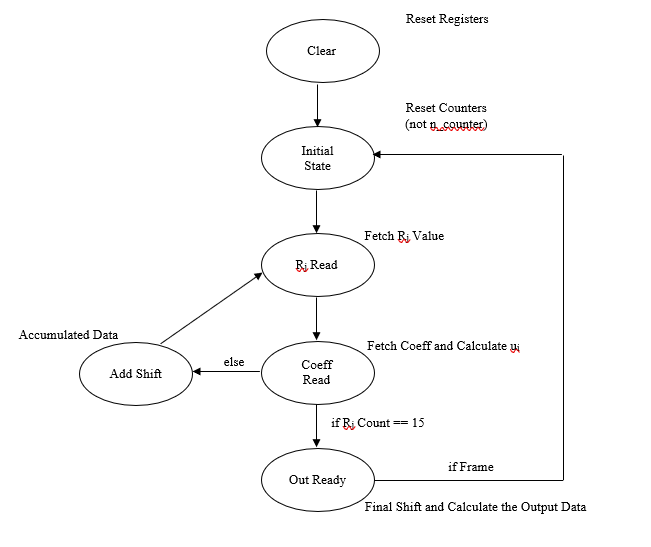 Reset Registers
Clear
Reset Counters
(not n_counter)
Initial
State
Fetch Rj Value
Rj Read
Accumulated Data
Fetch Coeff and Calculate uj
Coeff
Read
else
Add Shift
if Rj Count == 15
if Frame
Out Ready
Final Shift and Calculate the Output Data